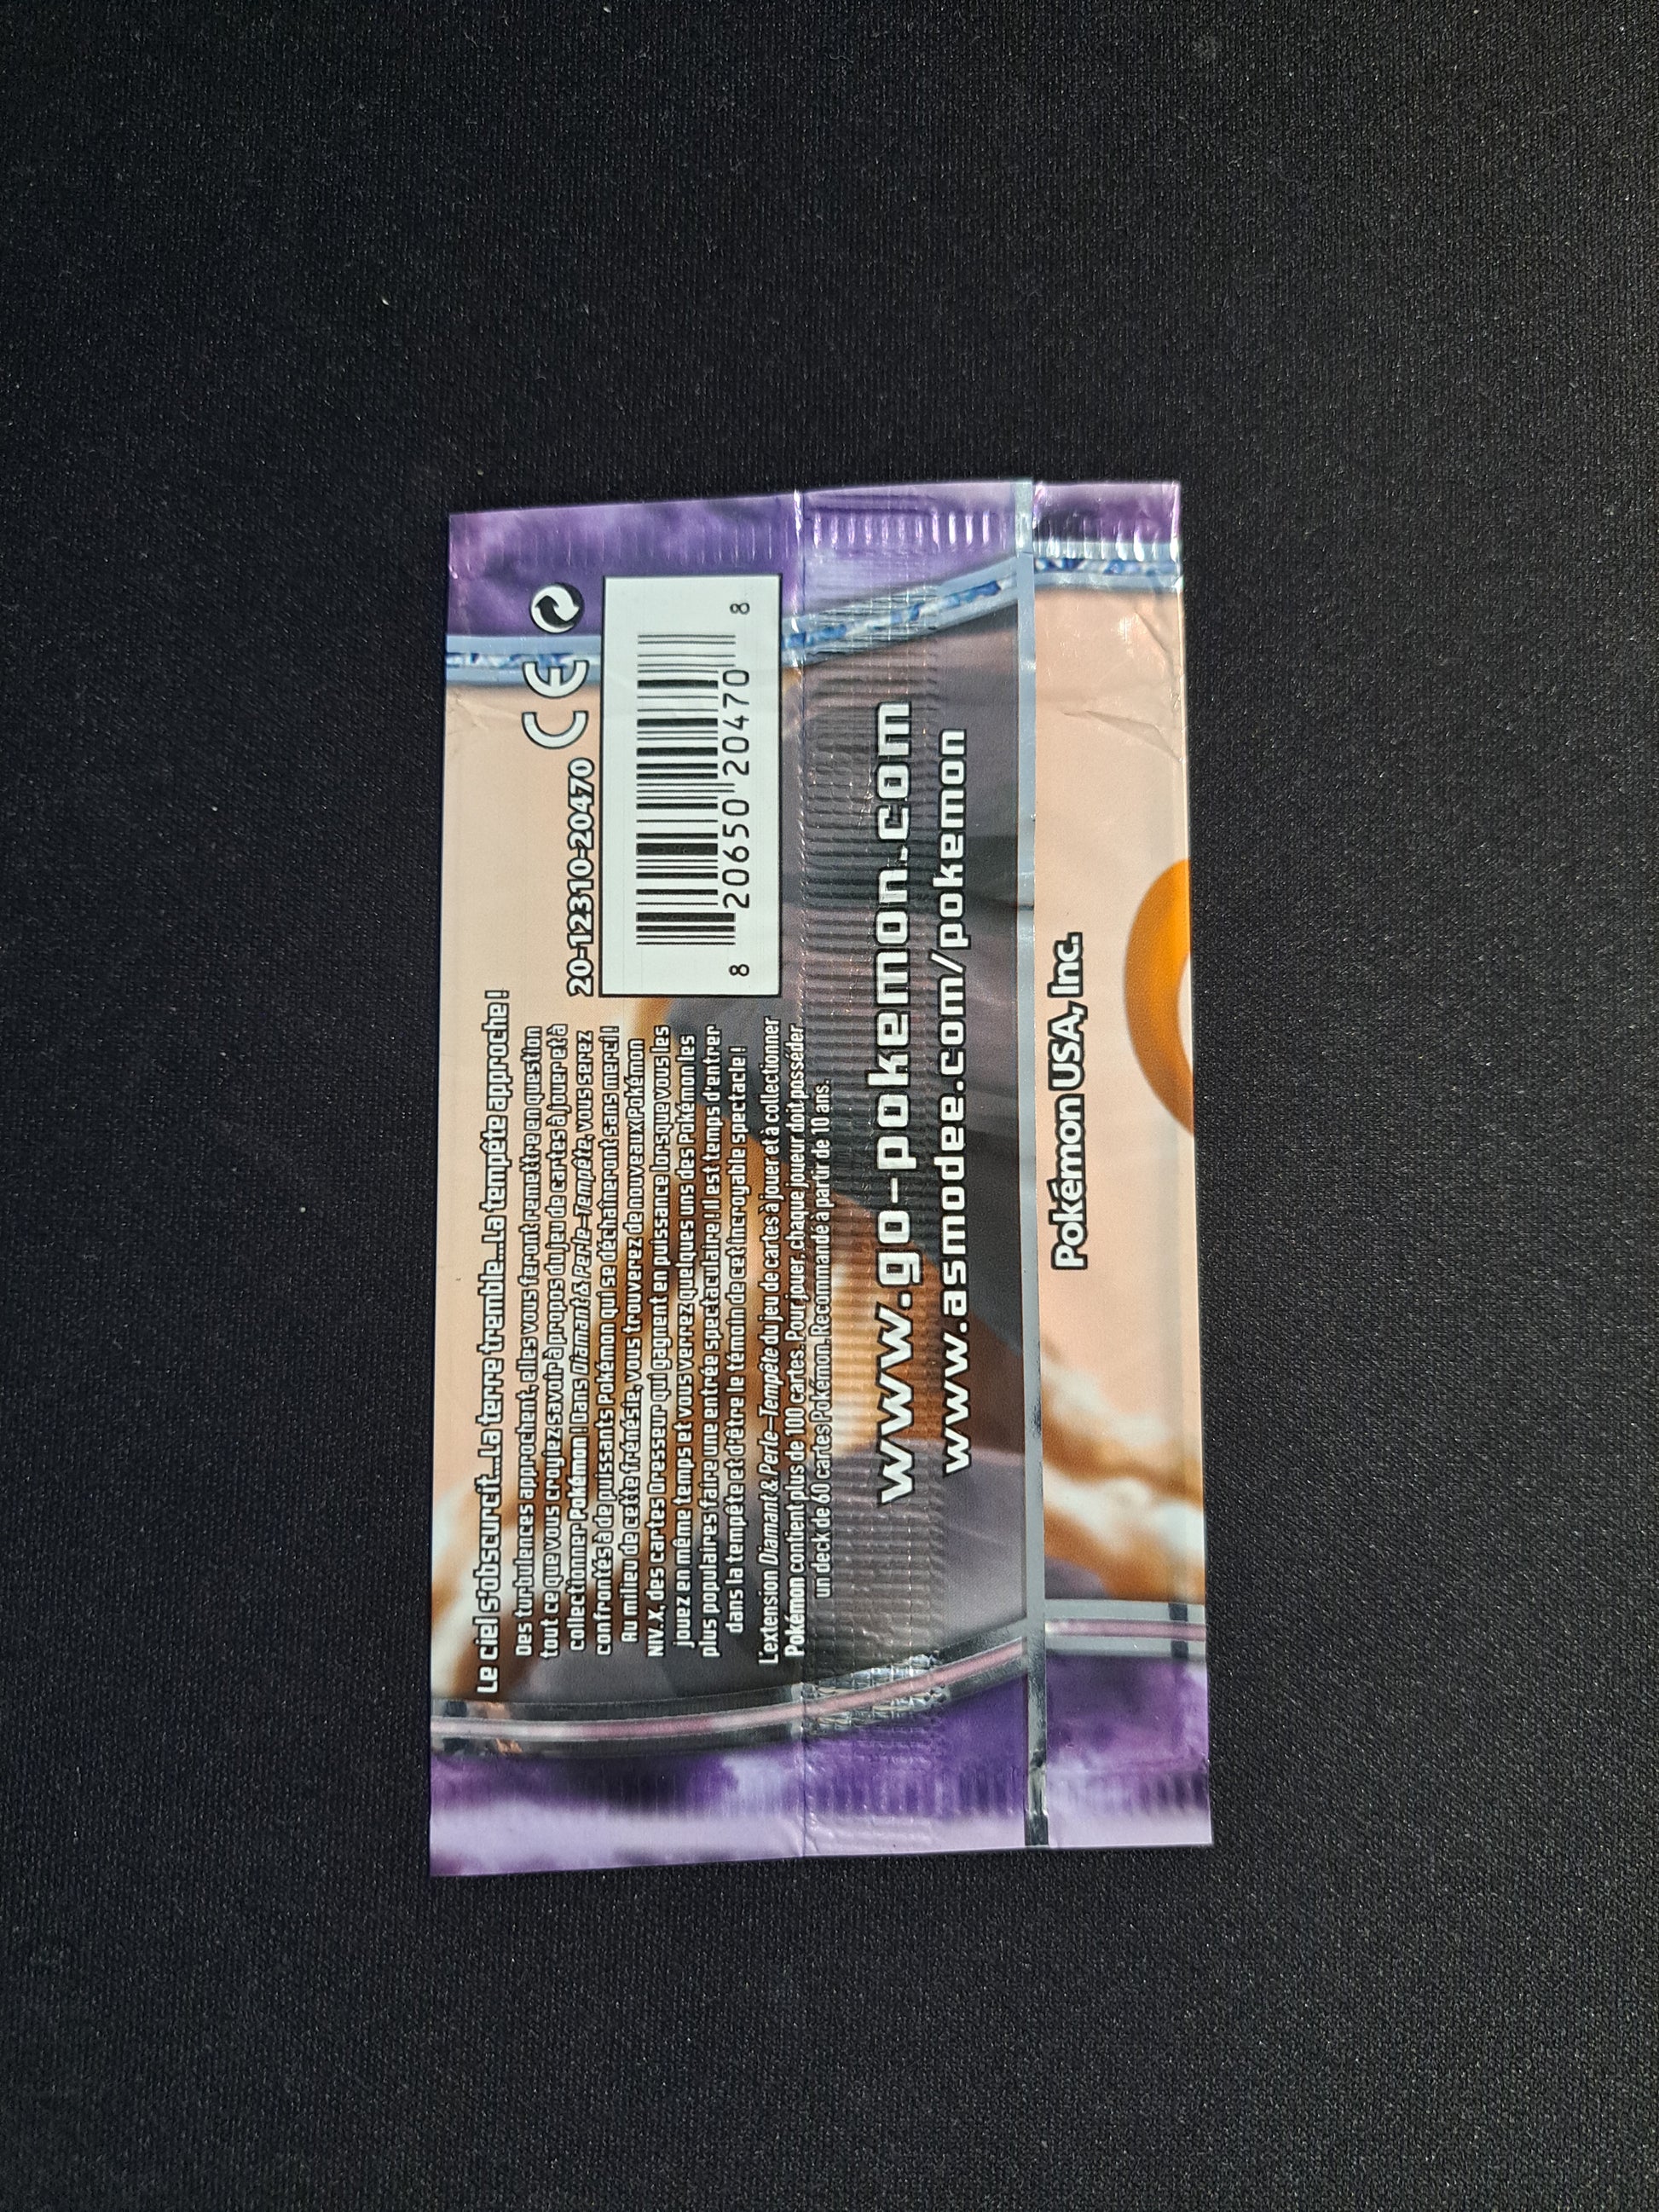 Le ciel s'obscurcit...La terre tremble...La tempête approche !
Des turbulences approchent, elles vous feront remettre en question
tout ce que vous croyiez savoir à propos du jeu de cartes à jouer et à
collectionner Pokémon ! Dans Diamant & Perle-Tempête, vous serez
confrontés à de puissants Pokémon qui se déchaîneront sans merci !
Au milieu de cette frénésie, vous trouverez de nouveaux Pokémon
NIV.X, des cartes Dresseur qui gagnent en puissance lorsque vous les
jouez en même temps et vous verrez quelques uns des Pokémon les
plus populaires faire une entrée spectaculaire ! Il est temps d'entrer
dans la tempête et d'être le témoin de cet incroyable spectacle !
L'extension Diamant & Perle-Tempête du jeu de cartes à jouer et à collectionner
Pokémon contient plus de 100 cartes. Pour jouer, chaque joueur doit posséder
un deck de 60 cartes Pokémon. Recommandé à partir de 10 ans.
20-12310-20470 CE
8 20650 20470 8
www.go-pokemon.com
www.asmodee.com/pokemon
Pokémon USA, Inc.